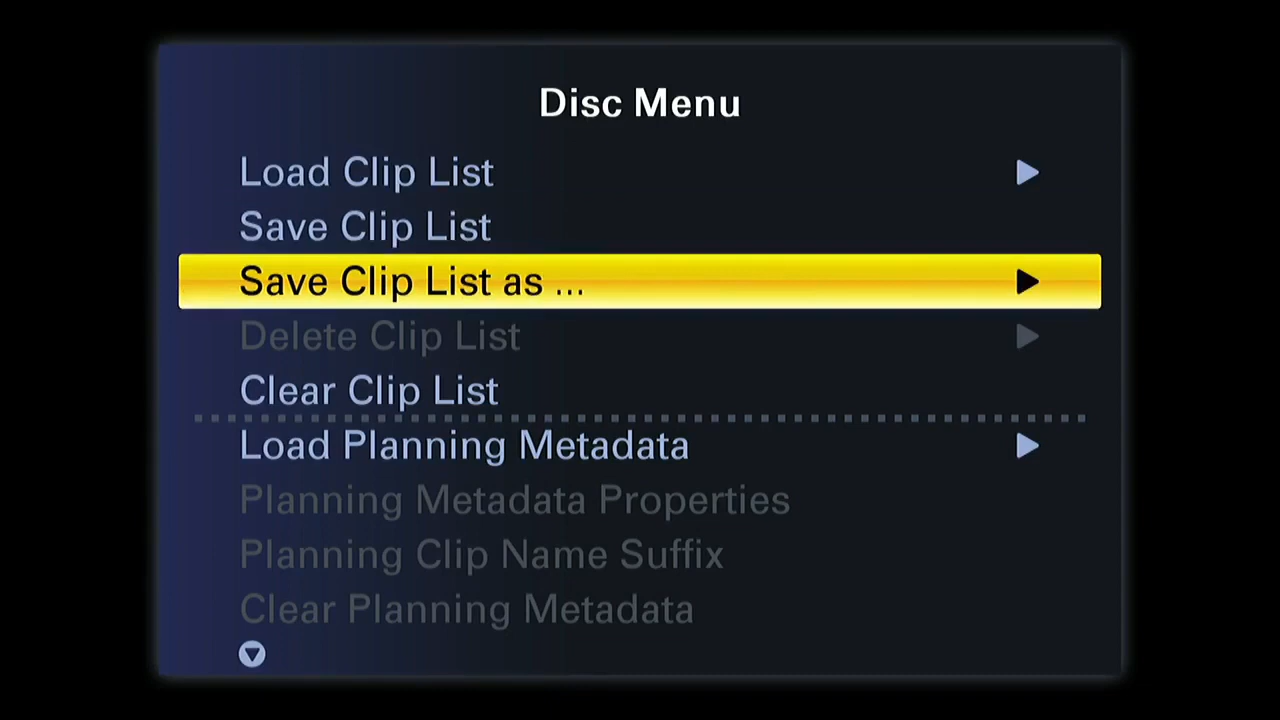 Disc Menu
Load Clip List
Save Clip List
Save Clip List as ...
Delete Clip List
Clear Clip List
Load Planning Metadata
Planning Metadata Properties
Planning Clip Name Suffix
Clear Planning Metadata